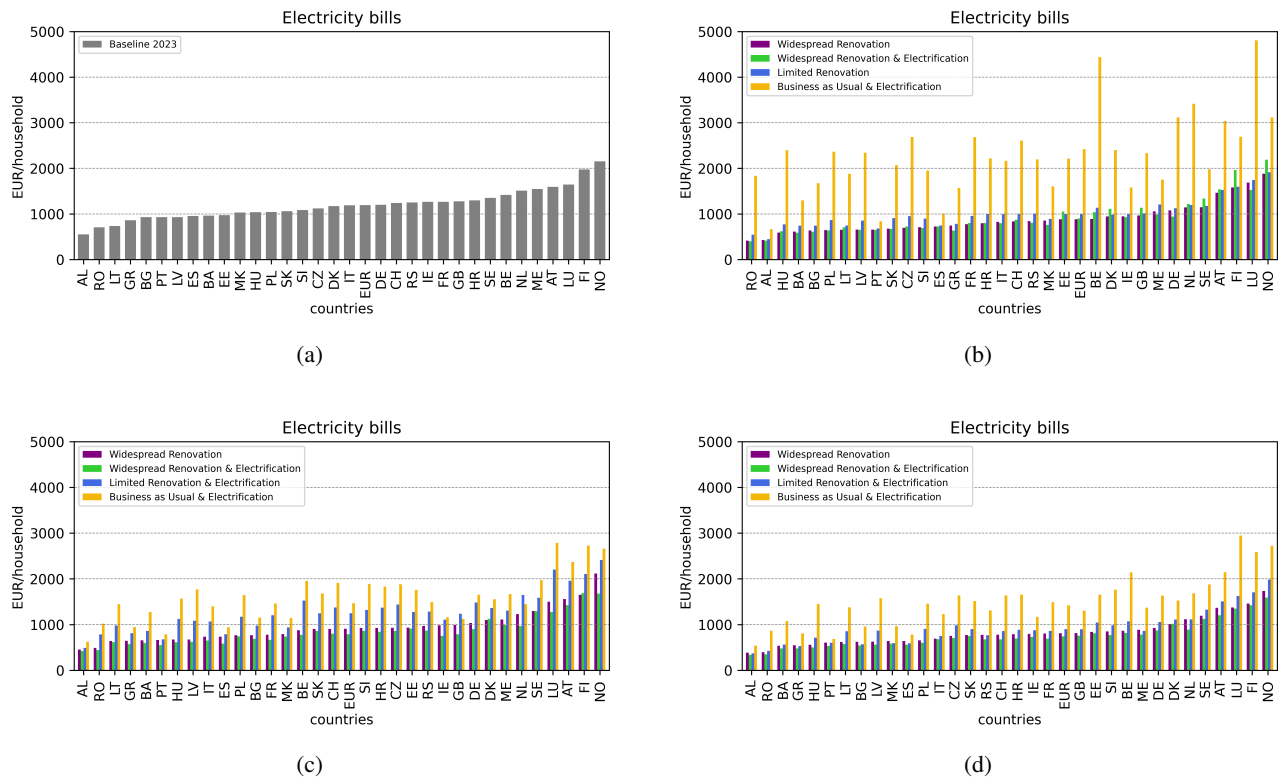 Electricity bills
5000
4000
3000
2000
1000
0
EUR/household
Baseline 2023
AL RO LT GR BG PT LV ES BA EE MK HU PL SK SI CZ DK IT EUR DE CH RS IE FR GB HR SE BE NL ME AT LU FI NO
countries
(a)
Electricity bills
5000
4000
3000
2000
1000
0
EUR/household
Widespread Renovation
Widespread Renovation & Electrification
Limited Renovation
Business as Usual & Electrification
RO AL HU BA BG PL LT LV PT SK CZ SI ES GR FR HR IT CH RS MK EE EUR BE DK IE GB ME DE NL SE AT FI LU NO
countries
(b)
Electricity bills
5000
4000
3000
2000
1000
0
EUR/household
Widespread Renovation
Widespread Renovation & Electrification
Limited Renovation & Electrification
Business as Usual & Electrification
AL RO LT GR BA PT HU LV IT ES PL BG FR MK BE SK CH EUR SI HR CZ EE RS IE GB DE DK ME NL SE LU AT FI NO
countries
(c)
Electricity bills
5000
4000
3000
2000
1000
0
EUR/household
Widespread Renovation
Widespread Renovation & Electrification
Limited Renovation & Electrification
Business as Usual & Electrification
AL RO BA GR HU PT LT BG LV MK ES PL IT CZ SK RS CH HR IE FR EUR GB EE SI BE ME DE DK NL SE AT LU FI NO
countries
(d)